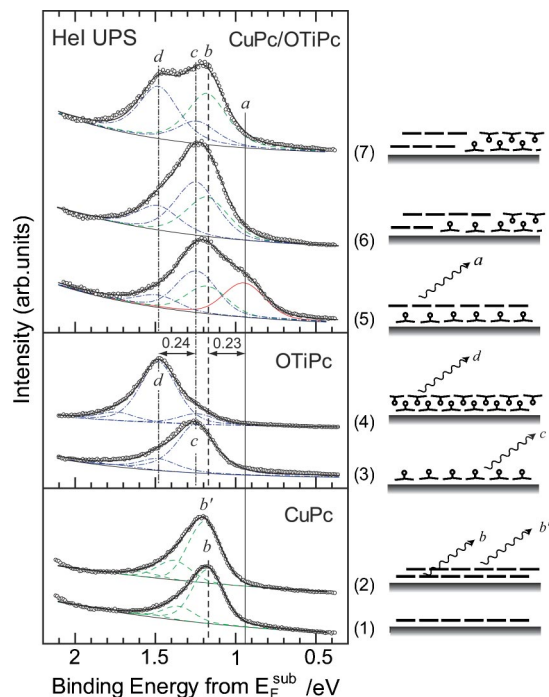 HeI UPS
CuPc/OTiPc
d
c
b
a
(7)
(6)
a
(5)
0.24
0.23
OTiPc
d
d
(4)
c
c
(3)
CuPc
b'
b
b
b'
(2)
(1)
Intensity (arb.units)
2
1.5
1
0.5
Binding Energy from E_F^sub /eV